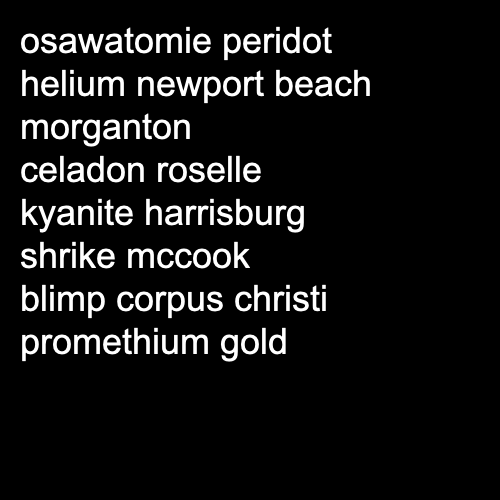 osawatomie peridot
helium newport beach
morganton
celadon roselle
kyanite harrisburg
shrike mccook
blimp corpus christi
promethium gold